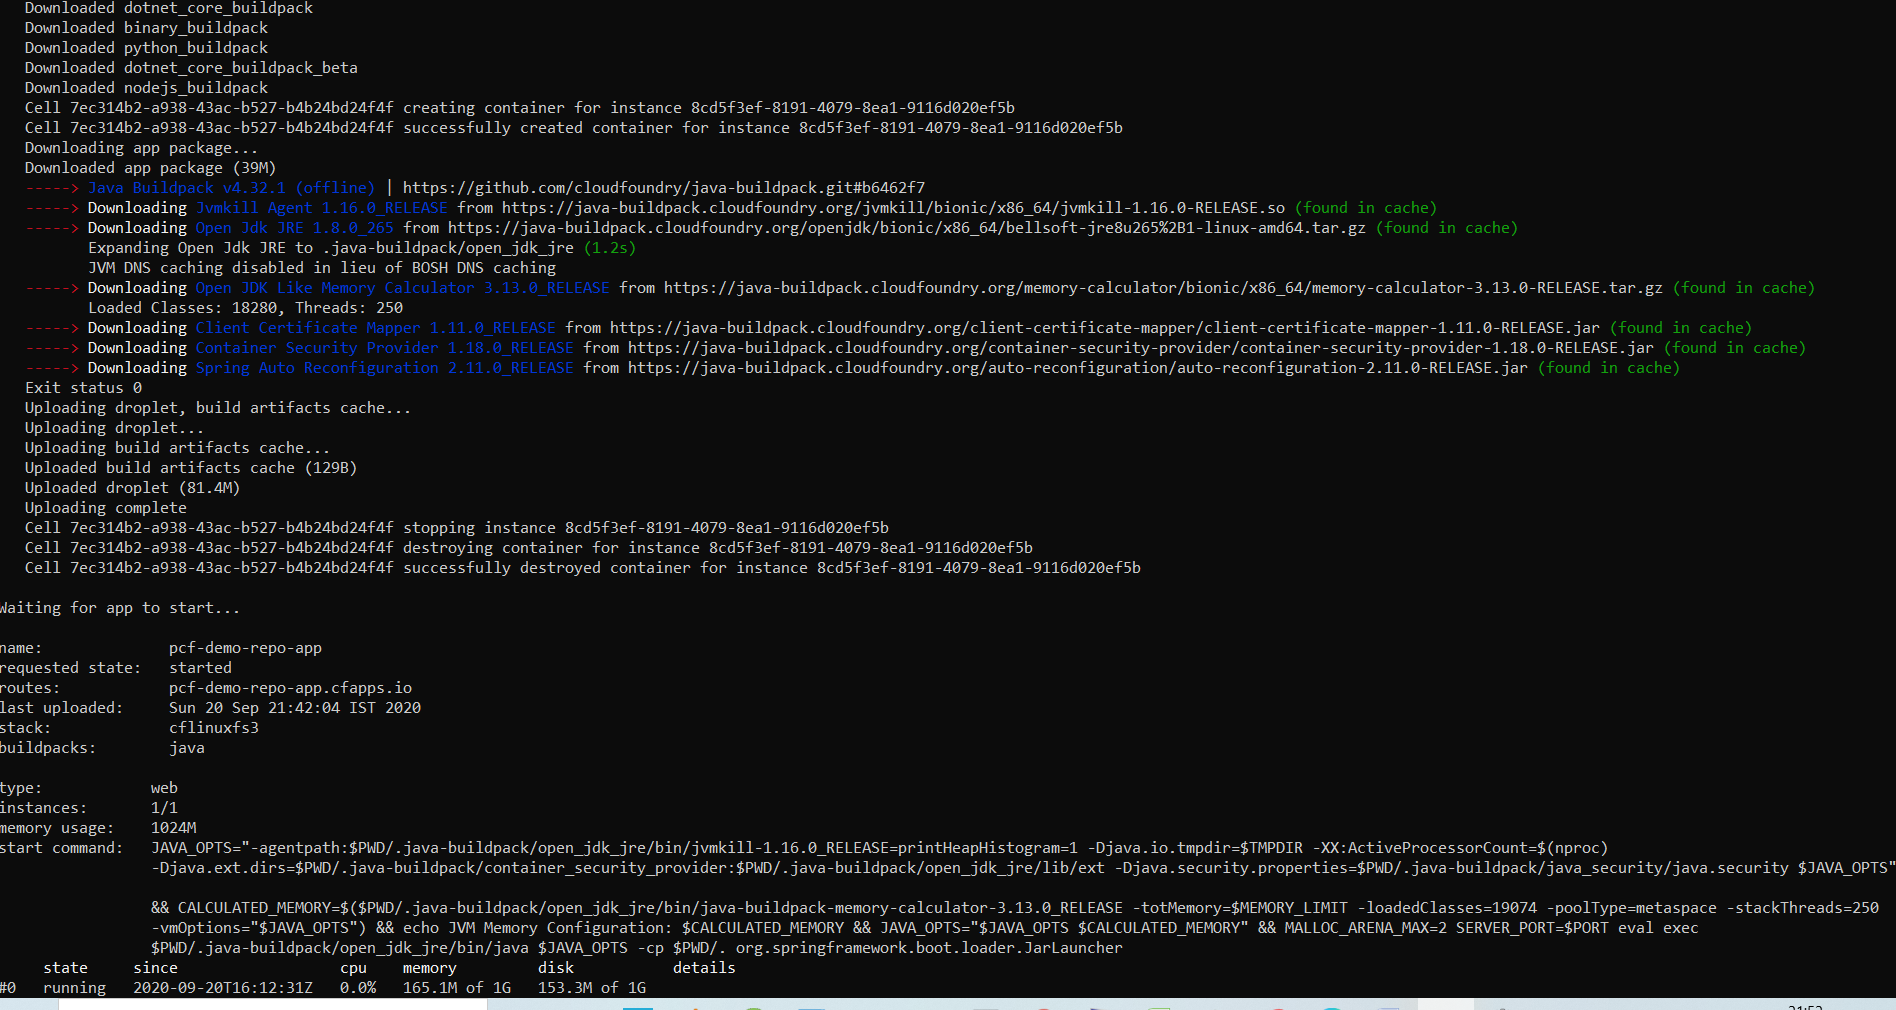 Downloaded dotnet_core_buildpack
Downloaded binary_buildpack
Downloaded python_buildpack
Downloaded dotnet_core_buildpack_beta
Downloaded nodejs_buildpack
Cell 7ec314b2-a938-43ac-b527-b4b24bd24f4f creating container for instance 8cd5f3ef-8191-4079-8ea1-9116d020ef5b
Cell 7ec314b2-a938-43ac-b527-b4b24bd24f4f successfully created container for instance 8cd5f3ef-8191-4079-8ea1-9116d020ef5b
Downloading app package...
Downloaded app package (39M)
-----> Java Buildpack v4.32.1 (offline) | https://github.com/cloudfoundry/java-buildpack.git#b6462f7
-----> Downloading Jvmkill Agent 1.16.0_RELEASE from https://java-buildpack.cloudfoundry.org/jvmkill/bionic/x86_64/jvmkill-1.16.0-RELEASE.so (found in cache)
-----> Downloading Open Jdk JRE 1.8.0_265 from https://java-buildpack.cloudfoundry.org/openjdk/bionic/x86_64/bellsoft-jre8u265%2B1-linux-amd64.tar.gz (found in cache)
Expanding Open Jdk JRE to .java-buildpack/open_jdk_jre (1.2s)
JVM DNS caching disabled in lieu of BOSH DNS caching
-----> Downloading Open JDK Like Memory Calculator 3.13.0_RELEASE from https://java-buildpack.cloudfoundry.org/memory-calculator/bionic/x86_64/memory-calculator-3.13.0-RELEASE.tar.gz (found in cache)
Loaded Classes: 18280, Threads: 250
-----> Downloading Client Certificate Mapper 1.11.0_RELEASE from https://java-buildpack.cloudfoundry.org/client-certificate-mapper/client-certificate-mapper-1.11.0-RELEASE.jar (found in cache)
-----> Downloading Container Security Provider 1.18.0_RELEASE from https://java-buildpack.cloudfoundry.org/container-security-provider/container-security-provider-1.18.0-RELEASE.jar (found in cache)
-----> Downloading Spring Auto Reconfiguration 2.11.0_RELEASE from https://java-buildpack.cloudfoundry.org/auto-reconfiguration/auto-reconfiguration-2.11.0-RELEASE.jar (found in cache)
Exit status 0
Uploading droplet, build artifacts cache...
Uploading droplet...
Uploading build artifacts cache...
Uploaded build artifacts cache (129B)
Uploaded droplet (81.4M)
Uploading complete
Cell 7ec314b2-a938-43ac-b527-b4b24bd24f4f stopping instance 8cd5f3ef-8191-4079-8ea1-9116d020ef5b
Cell 7ec314b2-a938-43ac-b527-b4b24bd24f4f destroying container for instance 8cd5f3ef-8191-4079-8ea1-9116d020ef5b
Cell 7ec314b2-a938-43ac-b527-b4b24bd24f4f successfully destroyed container for instance 8cd5f3ef-8191-4079-8ea1-9116d020ef5b
Waiting for app to start...
name: pcf-demo-repo-app
requested state: started
routes: pcf-demo-repo-app.cfapps.io
last uploaded: Sun 20 Sep 21:42:04 IST 2020
stack: cflinuxfs3
buildpacks: java
type: web
instances: 1/1
memory usage: 1024M
start command: JAVA_OPTS="-agentpath:$PWD/.java-buildpack/open_jdk_jre/bin/jvmkill-1.16.0_RELEASE=printHeapHistogram=1 -Djava.io.tmpdir=$TMPDIR -XX:ActiveProcessorCount=$(nproc)
-Djava.ext.dirs=$PWD/.java-buildpack/container_security_provider:$PWD/.java-buildpack/open_jdk_jre/lib/ext -Djava.security.properties=$PWD/.java-buildpack/java_security/java.security $JAVA_OPTS"
&& CALCULATED_MEMORY=$($PWD/.java-buildpack/open_jdk_jre/bin/java-buildpack-memory-calculator-3.13.0_RELEASE -totMemory=$MEMORY_LIMIT -loadedClasses=19074 -poolType=metaspace -stackThreads=250
-vmOptions="$JAVA_OPTS") && echo JVM Memory Configuration: $CALCULATED_MEMORY && JAVA_OPTS="$JAVA_OPTS $CALCULATED_MEMORY" && MALLOC_ARENA_MAX=2 SERVER_PORT=$PORT eval exec
$PWD/.java-buildpack/open_jdk_jre/bin/java $JAVA_OPTS -cp $PWD/. org.springframework.boot.loader.JarLauncher
state since cpu memory disk details
#0 running 2020-09-20T16:12:31Z 0.0% 165.1M of 1G 153.3M of 1G